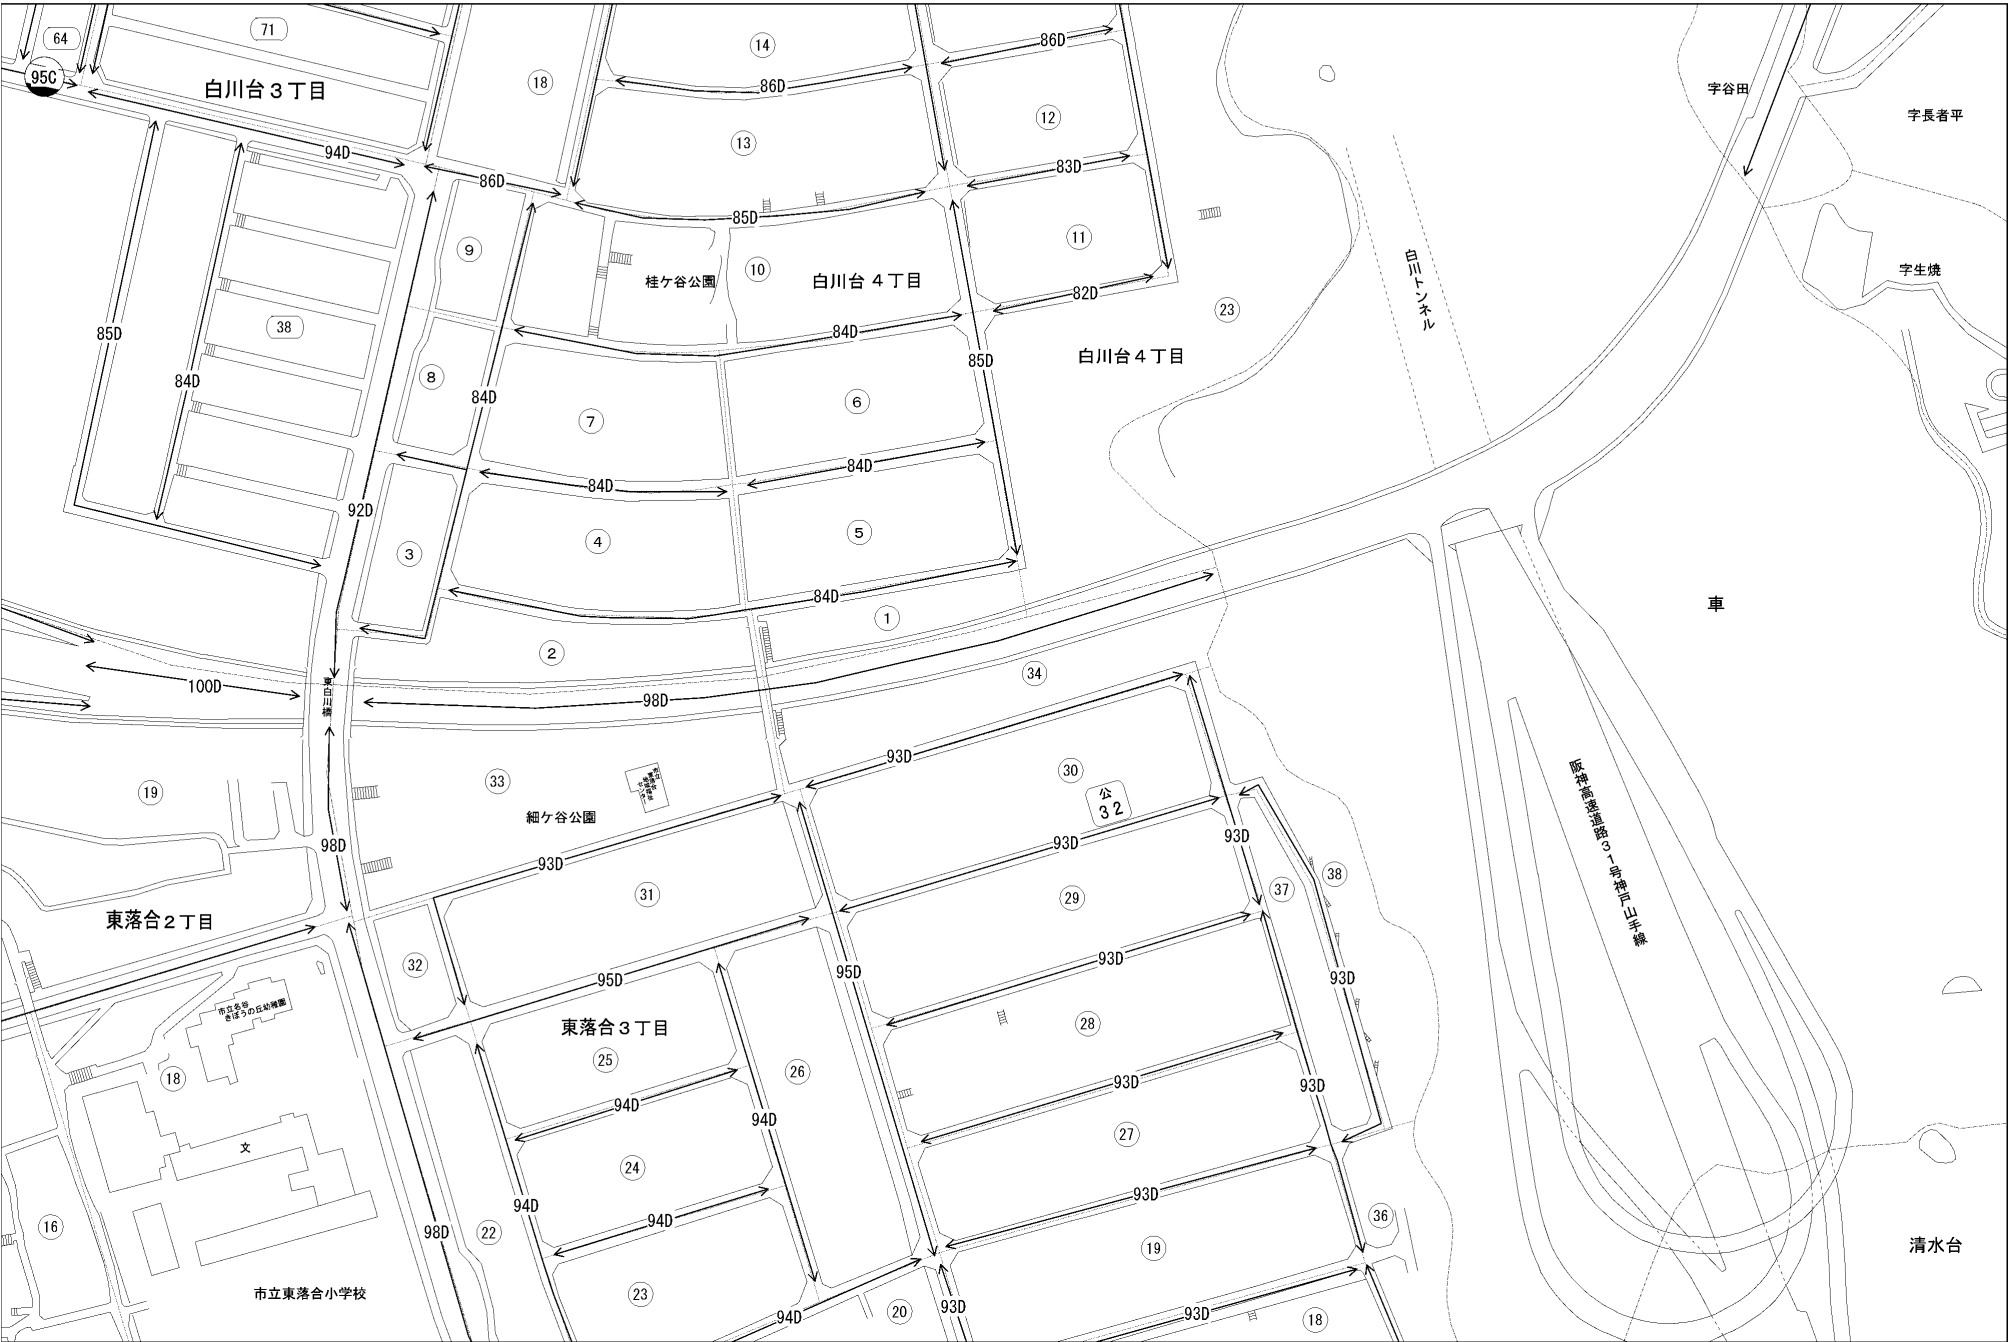 64
71
95C
白川台３丁目
18
14
86D
86D
字谷田
字長者平
94D
86D
13
12
83D
85D
9
桂ケ谷公園
10
白川台４丁目
11
82D
23
白川トンネル
字生焼
85D
38
84D
8
84D
84D
85D
白川台４丁目
7
6
84D
84D
92D
3
4
5
84D
1
車
2
100D
東白川橋
98D
34
19
33
細ケ谷公園
93D
30
公
32
93D
93D
98D
93D
31
29
37
38
阪神高速道路31号神戸山手線
東落合２丁目
32
95D
95D
93D
93D
市立名谷
きぼうの丘幼稚園
東落合３丁目
25
28
18
26
93D
93D
94D
94D
文
24
27
16
98D
22
94D
94D
93D
36
19
清水台
市立東落合小学校
23
94D
20
93D
93D
18